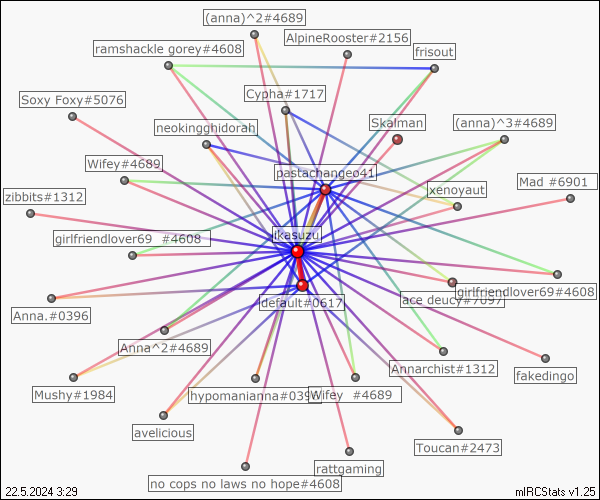 (anna)^2#4689
AlpineRooster#2156
ramshackle gorey#4608
frisout
Cypha#1717
Soxy Foxy#5076
Skalman
(anna)^3#4689
neokingghidorah
Wifey#4689
pastachangeo41
Mad #6901
xenoyaut
zibbits#1312
ikasuzu
girlfriendlover69 #4608
girlfriendlover69#4608
default#0617
ace deucy#7097
Anna.#0396
Anna^2#4689
Annarchist#1312
fakedingo
Mushy#1984
hypomanianna#039
Wifey #4689
avelicious
Toucan#2473
rattgaming
no cops no laws no hope#4608
22.5.2024 3:29
mIRCStats v1.25